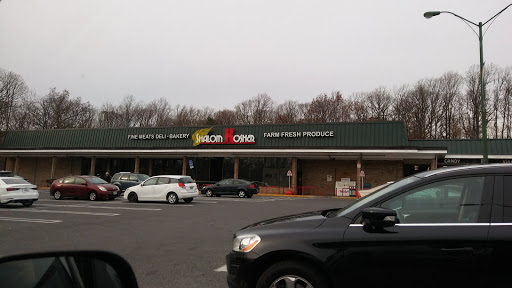 FINE MEATS DELI - BAKERY SHALOM KOSHER FARM FRESH PRODUCE
CANDY